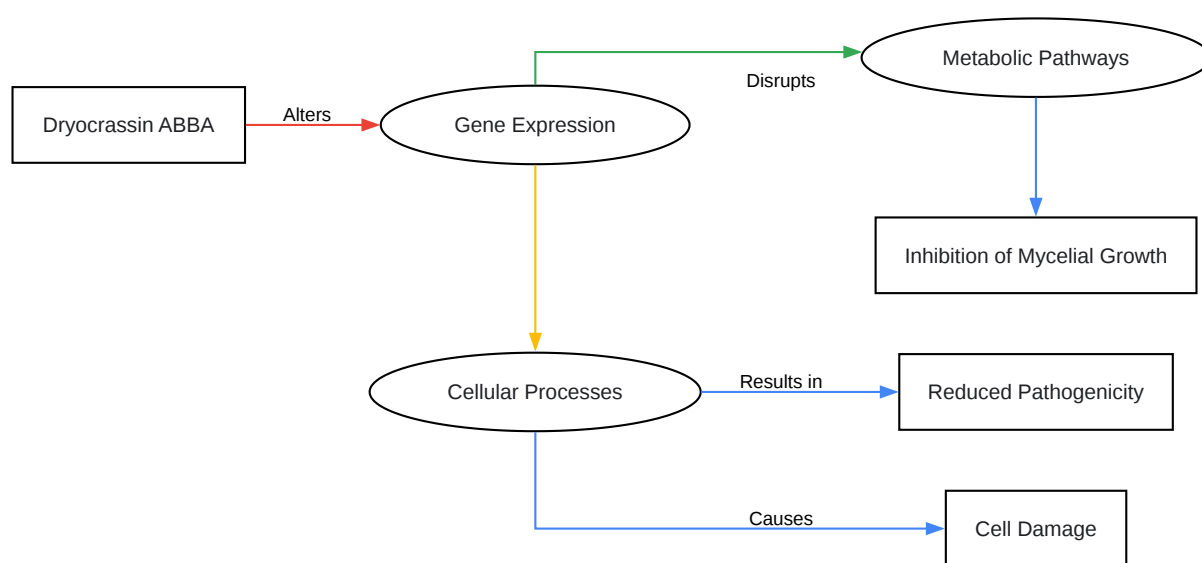 Metabolic Pathways
Disrupts
Dryocrassin ABBA
Alters
Gene Expression
Inhibition of Mycelial Growth
Cellular Processes
Results in
Reduced Pathogenicity
Causes
Cell Damage